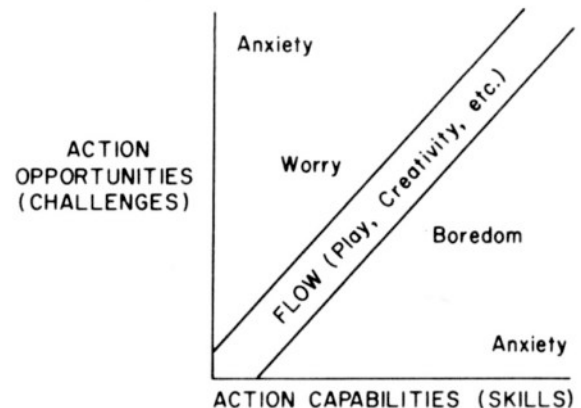 Anxiety
ACTION
OPPORTUNITIES
(CHALLENGES)
Worry
FLOW (Play, Creativity, etc.)
Boredom
Anxiety
ACTION CAPABILITIES (SKILLS)